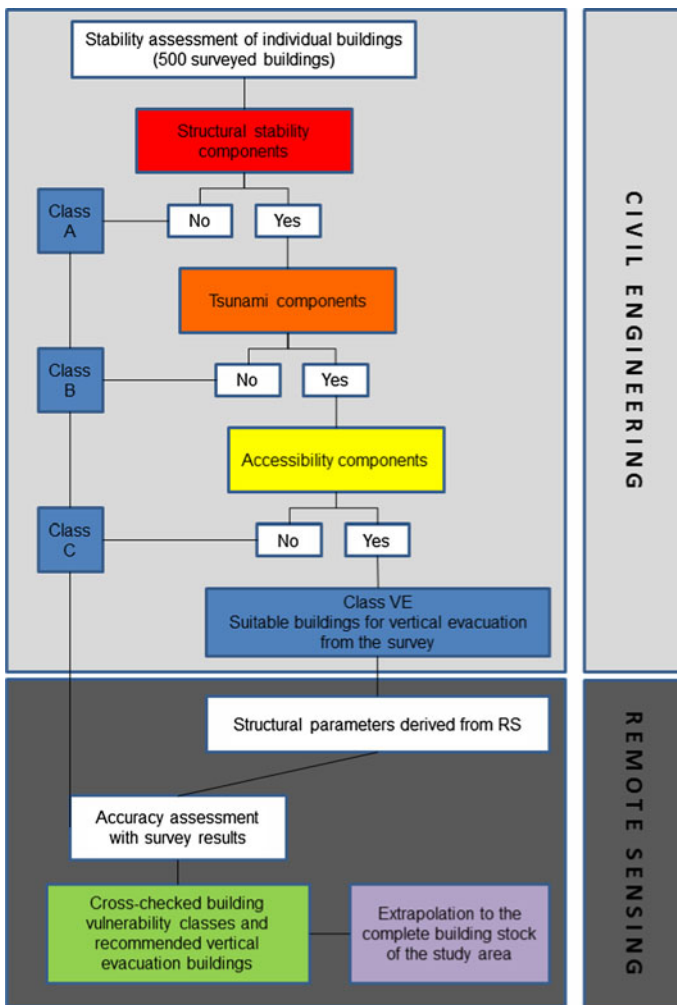 Stability assessment of individual buildings
(500 surveyed buildings)
Structural stability
components
Class
A
No
Yes
Tsunami components
Class
B
No
Yes
Accessibility components
Class
C
No
Yes
Class VE
Suitable buildings for vertical evacuation
from the survey
CIVIL ENGINEERING
Structural parameters derived from RS
Accuracy assessment
with survey results
Cross-checked building
vulnerability classes and
recommended vertical
evacuation buildings
Extrapolation to the
complete building stock
of the study area
REMOTE SENSING